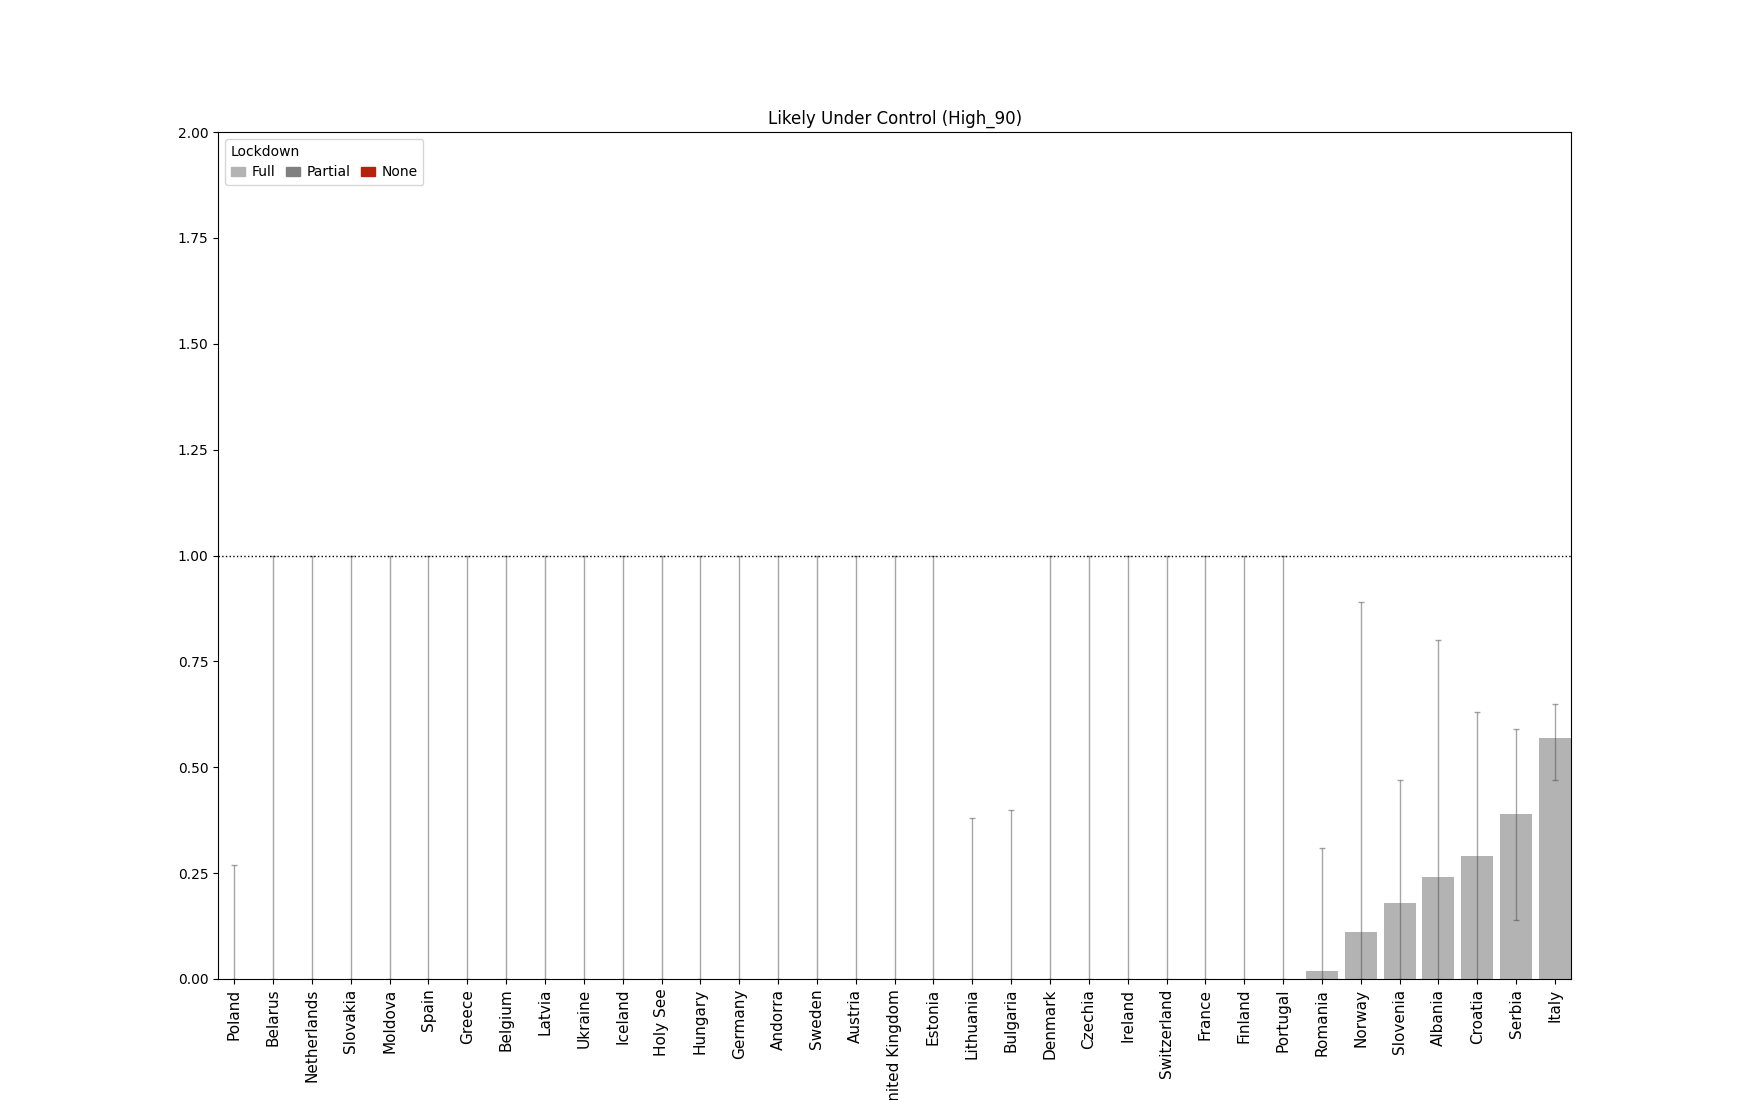 Likely Under Control (High_90)
2.00
Lockdown
Full Partial None
1.75
1.50
1.25
1.00
0.75
0.50
0.25
0.00
Poland
Belarus
Netherlands
Slovakia
Moldova
Spain
Greece
Belgium
Latvia
Ukraine
Iceland
Holy See
Hungary
Germany
Andorra
Sweden
Austria
nited Kingdom
Estonia
Lithuania
Bulgaria
Denmark
Czechia
Ireland
Switzerland
France
Finland
Portugal
Romania
Norway
Slovenia
Albania
Croatia
Serbia
Italy